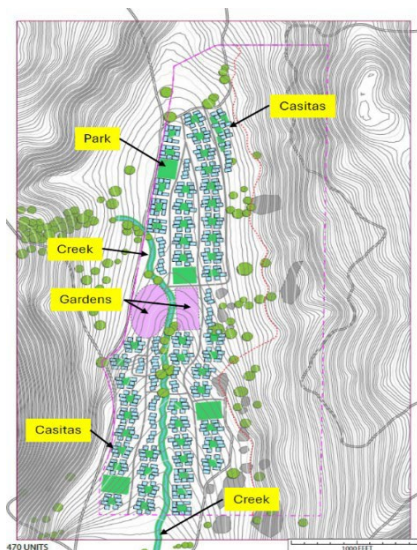 Casitas
Park
Creek
Gardens
Casitas
Creek
470 UNITS
1000 FEET